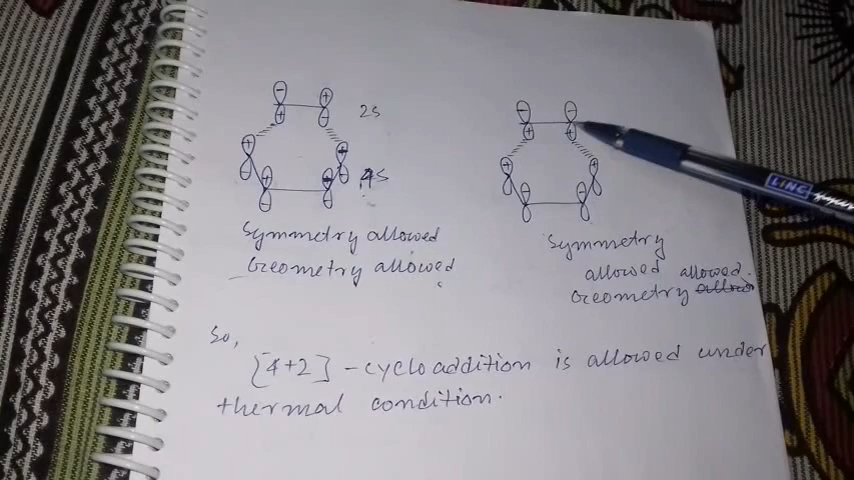 2s
4s
Symmetry allowed
Geometry allowed
Symmetry
allowed allowed.
Geometry
So,
[4+2] - cycloaddition is allowed under
thermal condition.
LINC